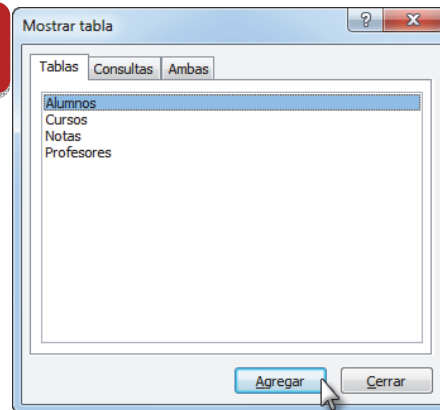 Mostrar tabla
Tablas Consultas Ambas
Alumnos
Cursos
Notas
Profesores
Agregar Cerrar